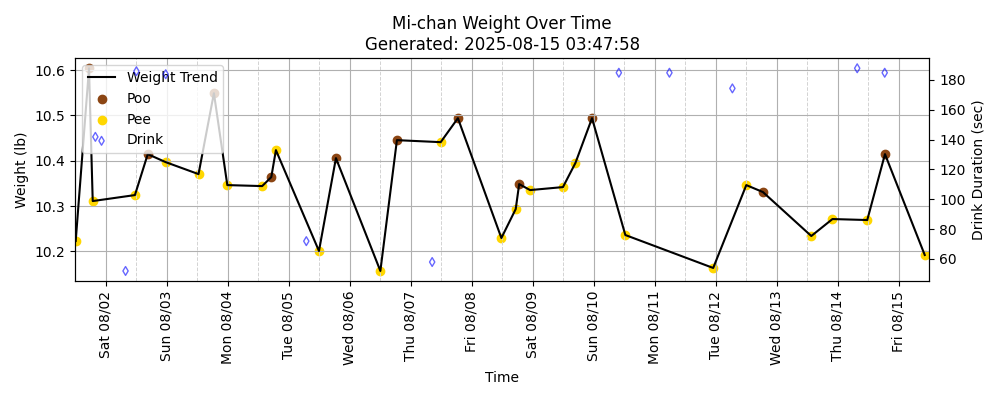 Mi-chan Weight Over Time
Generated: 2025-08-15 03:47:58
Weight (lb)
10.6
10.5
10.4
10.3
10.2
Weight Trend
Poo
Pee
Drink
180
160
140
120
100
80
60
Drink Duration (sec)
Sat 08/02
Sun 08/03
Mon 08/04
Tue 08/05
Wed 08/06
Thu 08/07
Fri 08/08
Sat 08/09
Sun 08/10
Mon 08/11
Tue 08/12
Wed 08/13
Thu 08/14
Fri 08/15
Time